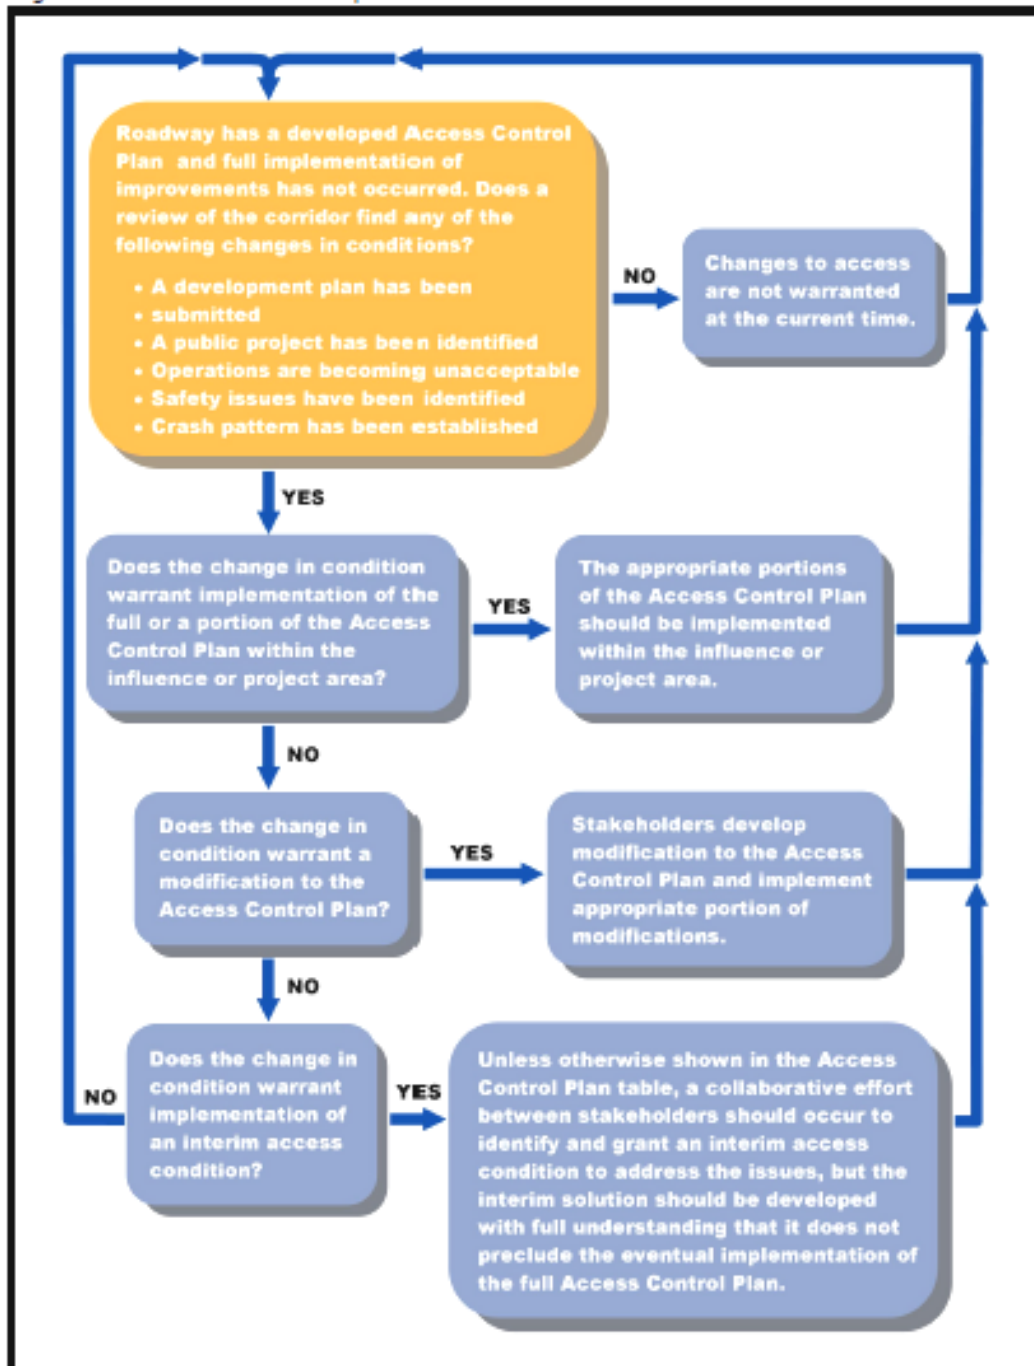 Roadway has a developed Access Control
Plan and full implementation of
improvements has not occurred. Does a
review of the corridor find any of the
following changes in conditions?
• A development plan has been
• submitted
• A public project has been identified
• Operations are becoming unacceptable
• Safety issues have been identified
• Crash pattern has been established
NO
Changes to access
are not warranted
at the current time.
YES
Does the change in condition
warrant implementation of the
full or a portion of the Access
Control Plan within the
influence or project area?
YES
The appropriate portions
of the Access Control Plan
should be implemented
within the influence or
project area.
NO
Does the change in
condition warrant a
modification to the
Access Control Plan?
YES
Stakeholders develop
modification to the Access
Control Plan and implement
appropriate portion of
modifications.
NO
Does the change in
condition warrant
implementation of
an interim access
condition?
NO
YES
Unless otherwise shown in the Access
Control Plan table, a collaborative effort
between stakeholders should occur to
identify and grant an interim access
condition to address the issues, but the
interim solution should be developed
with full understanding that it does not
preclude the eventual implementation of
the full Access Control Plan.